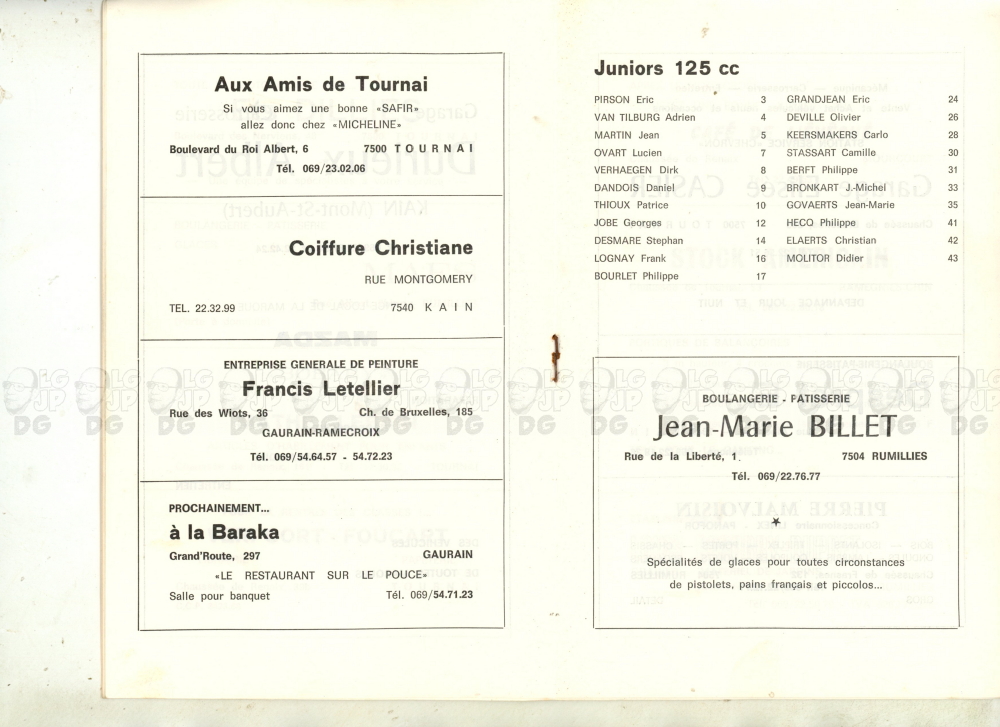 Aux Amis de Tournai
Si vous aimez une bonne «SAFIR»
allez donc chez «MICHELINE»
Boulevard du Roi Albert, 6 7500 TOURNAI
Tél. 069/23.02.06
Coiffure Christiane
RUE MONTGOMERY
TEL. 22.32.99 7540 KAIN
ENTREPRISE GENERALE DE PEINTURE
Francis Letellier
Rue des Wiots, 36 Ch. de Bruxelles, 185
GAURAIN-RAMECROIX
Tél. 069/54.64.57 - 54.72.23
PROCHAINEMENT...
à la Baraka
Grand'Route, 297 GAURAIN
«LE RESTAURANT SUR LE POUCE»
Salle pour banquet Tél. 069/54.71.23
Juniors 125 cc
PIRSON Eric 3
VAN TILBURG Adrien 4
MARTIN Jean 5
OVART Lucien 7
VERHAEGEN Dirk 8
DANDOIS Daniel 9
THIOUX Patrice 10
JOBE Georges 12
DESMARE Stephan 14
LOGNAY Frank 16
BOURLET Philippe 17
GRANDJEAN Eric 24
DEVILLE Olivier 26
KEERSMAKERS Carlo 28
STASSART Camille 30
BERFT Philippe 31
BRONKART J.-Michel 33
GOVAERTS Jean-Marie 35
HECQ Philippe 41
ELAERTS Christian 42
MOLITOR Didier 43
BOULANGERIE - PATISSERIE
Jean-Marie BILLET
Rue de la Liberté, 1. 7504 RUMILLIES
Tél. 069/22.76.77
Spécialités de glaces pour toutes circonstances
de pistolets, pains français et piccolos...